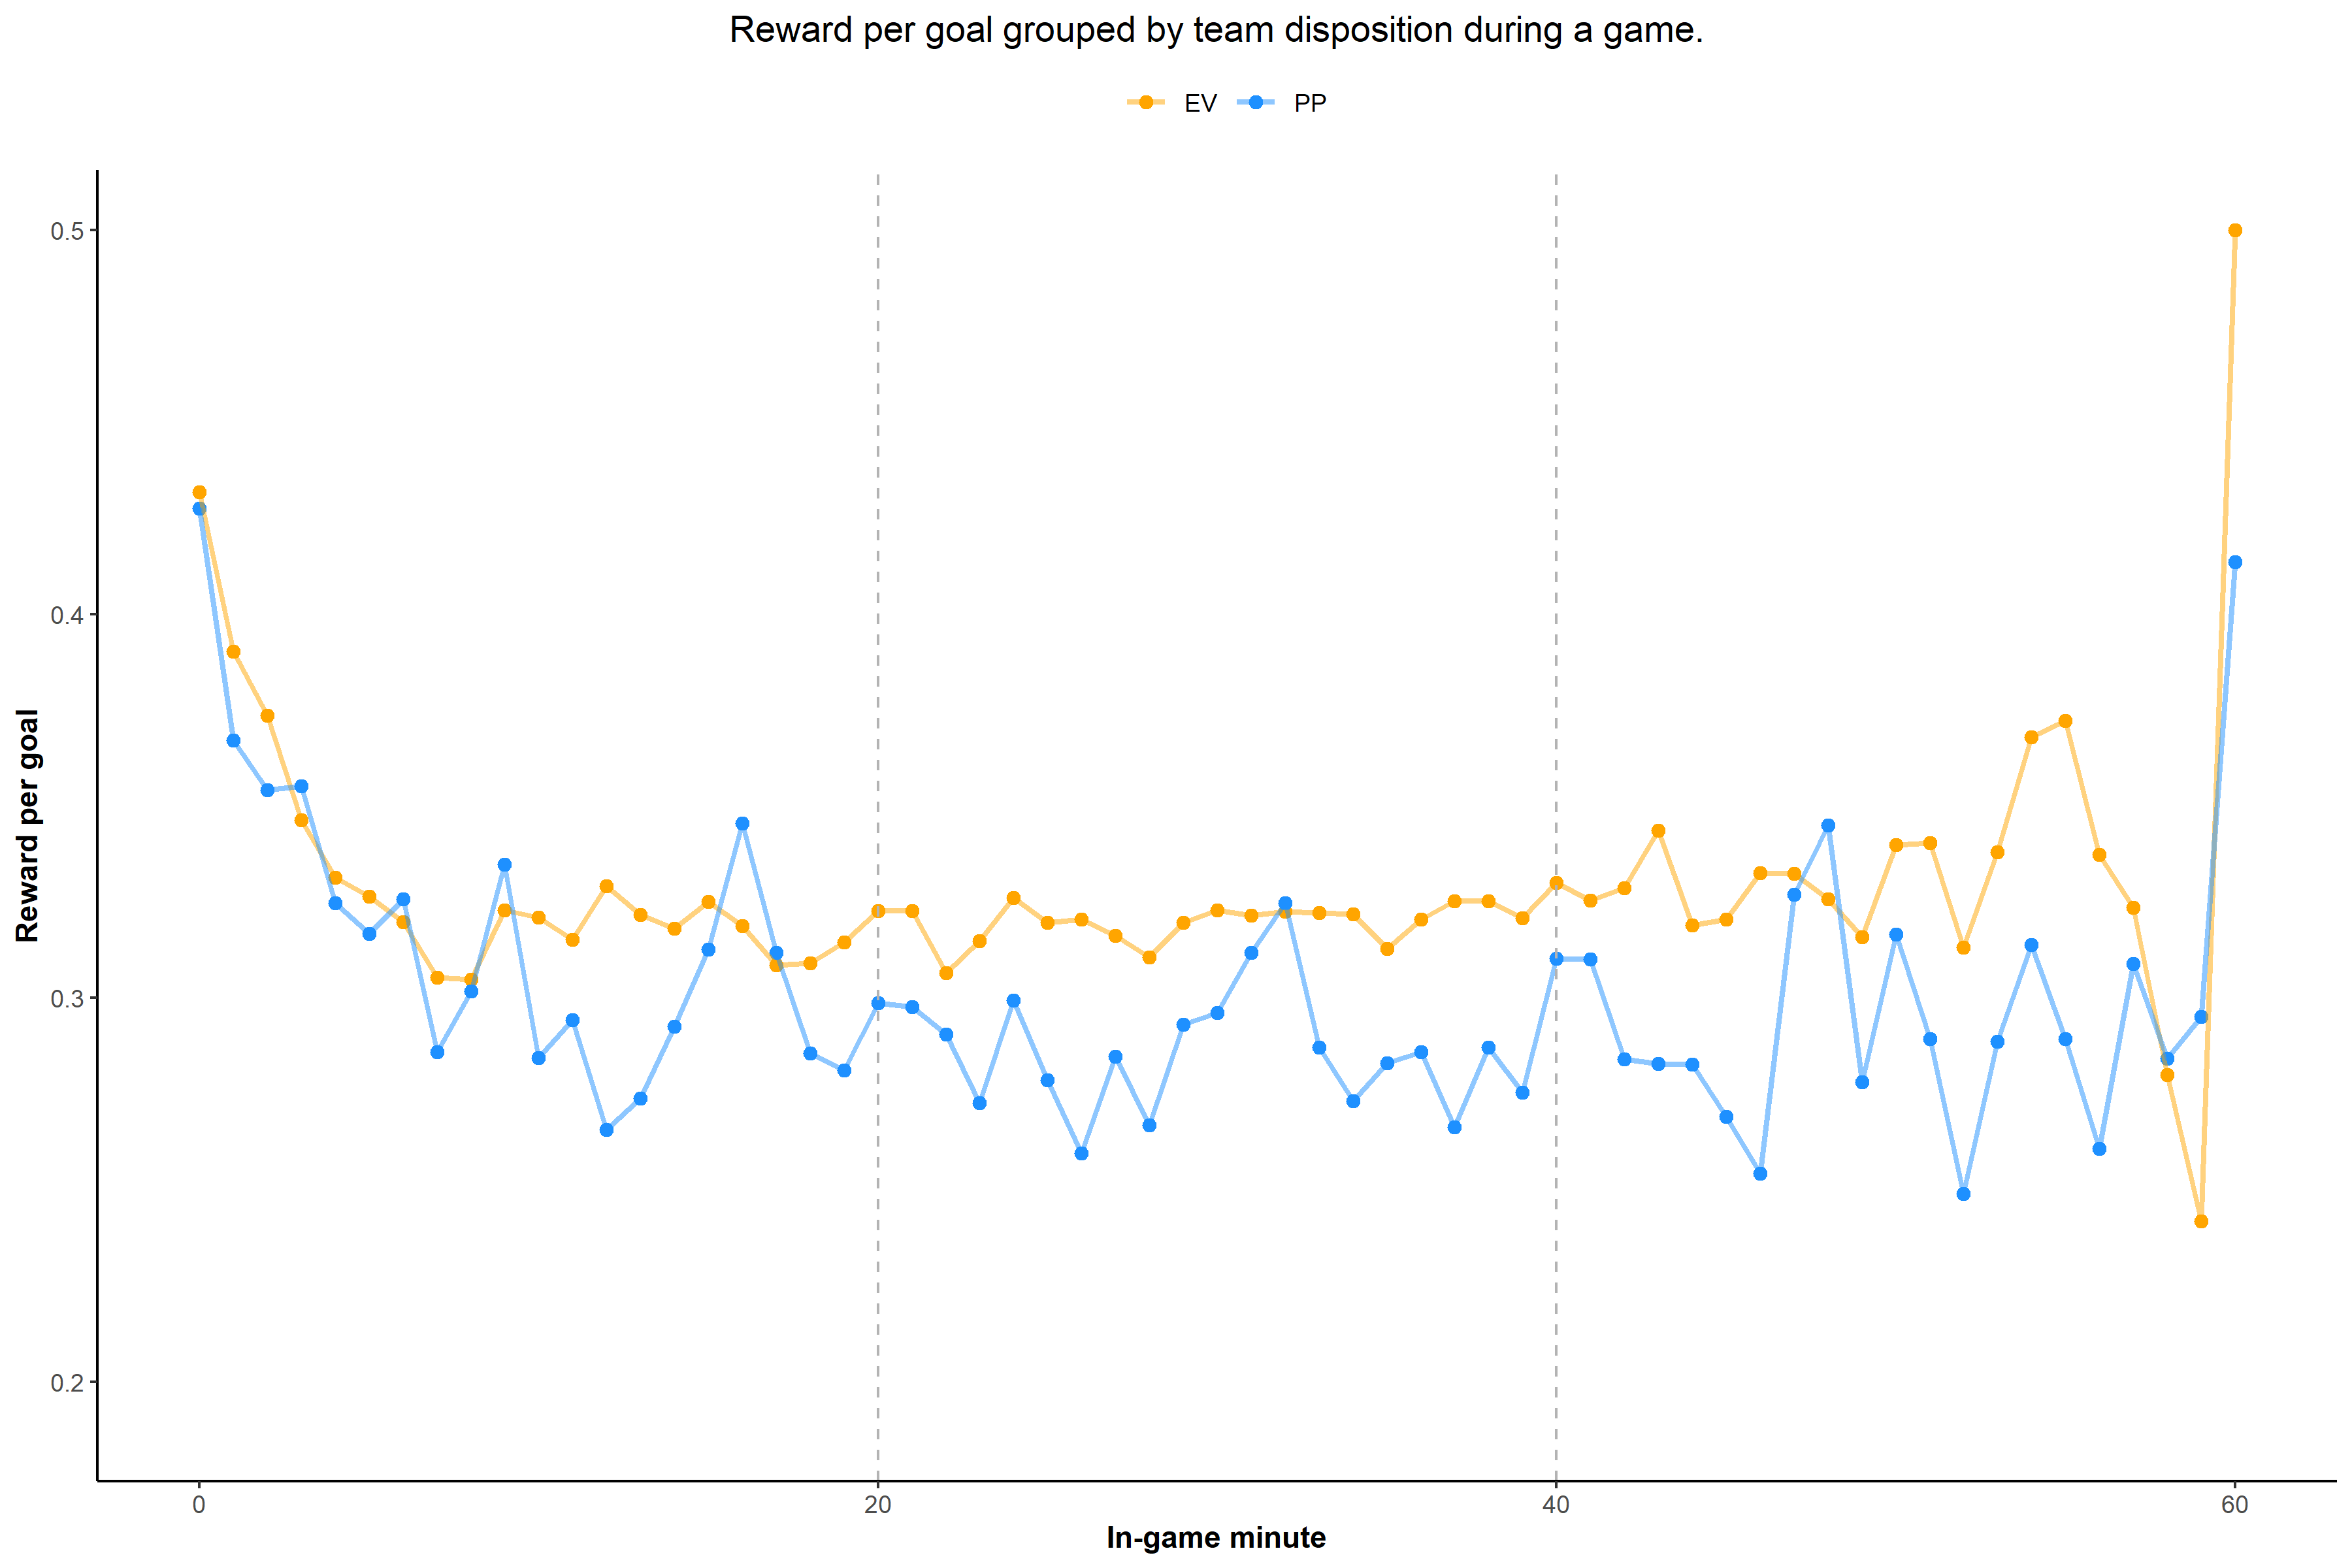 Reward per goal grouped by team disposition during a game.
EV PP
Reward per goal
0.5
0.4
0.3
0.2
0 20 40 60
In-game minute